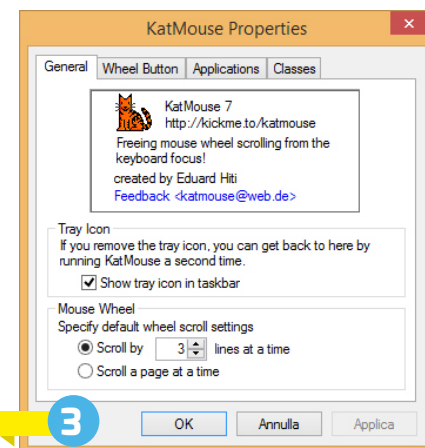 KatMouse Properties
×
General Wheel Button Applications Classes
KatMouse 7
http://kickme.to/katmouse
Freeing mouse wheel scrolling from the
keyboard focus!
created by Eduard Hiti
Feedback <katmouse@web.de>
Tray Icon
If you remove the tray icon, you can get back to here by
running KatMouse a second time.
Show tray icon in taskbar
Mouse Wheel
Specify default wheel scroll settings
Scroll by 3 lines at a time
Scroll a page at a time
3
OK Annulla Applica